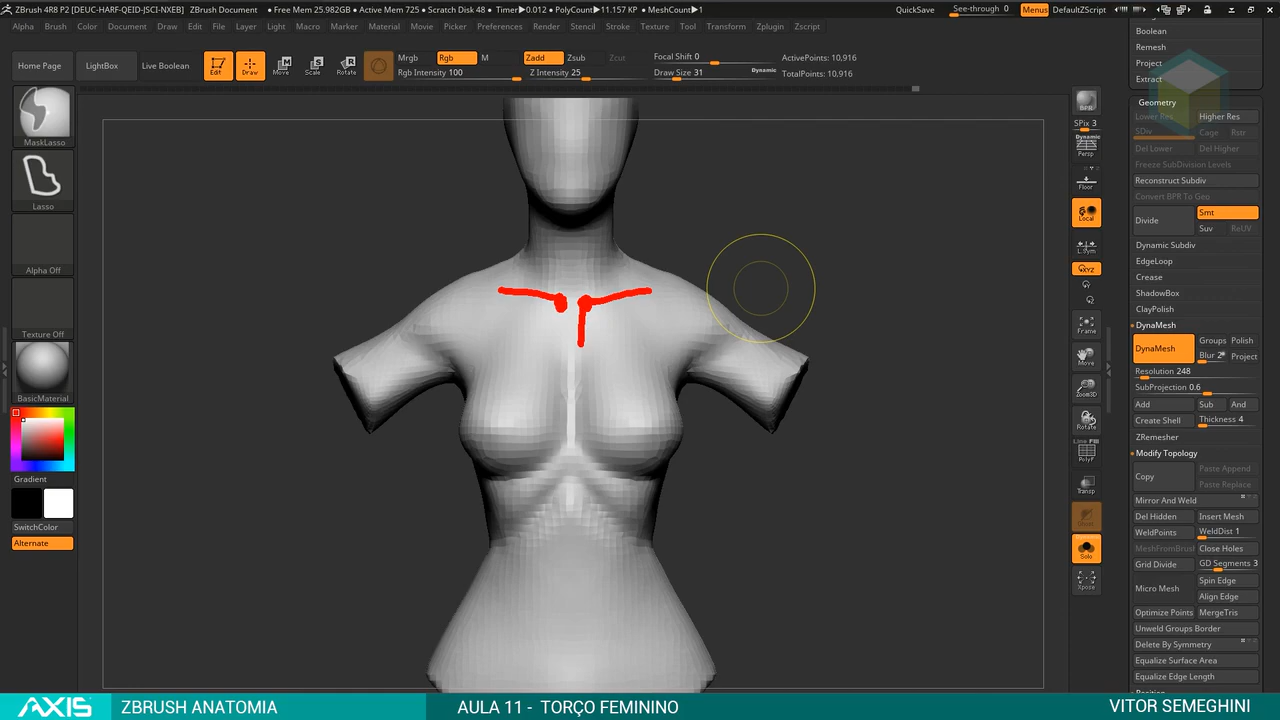 ZBrush 4R8 P2 [DEUC-HARF-QEID-JSCI-NXEB] ZBrush Document • Free Mem 25.982GB • Active Mem 725 • Scratch Disk 48 • Timer▶0.012 • PolyCount▶11.157 KP • MeshCount▶1 QuickSave See-through 0 Menus DefaultZScript
Alpha Brush Color Document Draw Edit File Layer Light Macro Marker Material Movie Picker Preferences Render Stencil Stroke Texture Tool Transform Zplugin Zscript
Home Page LightBox Live Boolean Edit Draw Move Scale Rotate
Mrgb Rgb M Zadd Zsub Zcut Focal Shift 0 ActivePoints: 10,916
Rgb Intensity 100 Z Intensity 25 Draw Size 31 Dynamic TotalPoints: 10,916
MaskLasso
Lasso
Alpha Off
Texture Off
BasicMaterial
Gradient
SwitchColor
Alternate
BPR
SPix 3
Dynamic
Persp
Floor
Local
L.Sym
XYZ
Frame
Move
Zoom3D
Rotate
Line Fill
PolyF
Transp
Solo
Xpose
Boolean
Remesh
Project
Extract
Geometry
Lower Res Higher Res
SDiv Cage Rstr
Del Lower Del Higher
Freeze SubDivision Levels
Reconstruct Subdiv
Convert BPR To Geo
Divide Smt
Suv ReUV
Dynamic Subdiv
EdgeLoop
Crease
ShadowBox
ClayPolish
DynaMesh
DynaMesh Groups Polish
Blur 2 Project
Resolution 248
SubProjection 0.6
Add Sub And
Create Shell Thickness 4
ZRemesher
Modify Topology
Copy Paste Append
Paste Replace
Mirror And Weld
Del Hidden Insert Mesh
WeldPoints WeldDist 1
MeshFromBrush Close Holes
Grid Divide GD Segments 3
Micro Mesh Spin Edge
Align Edge
Optimize Points MergeTris
Unweld Groups Border
Delete By Symmetry
Equalize Surface Area
Equalize Edge Length
AXIS ZBRUSH ANATOMIA AULA 11 - TORÇO FEMININO VITOR SEMEGHINI